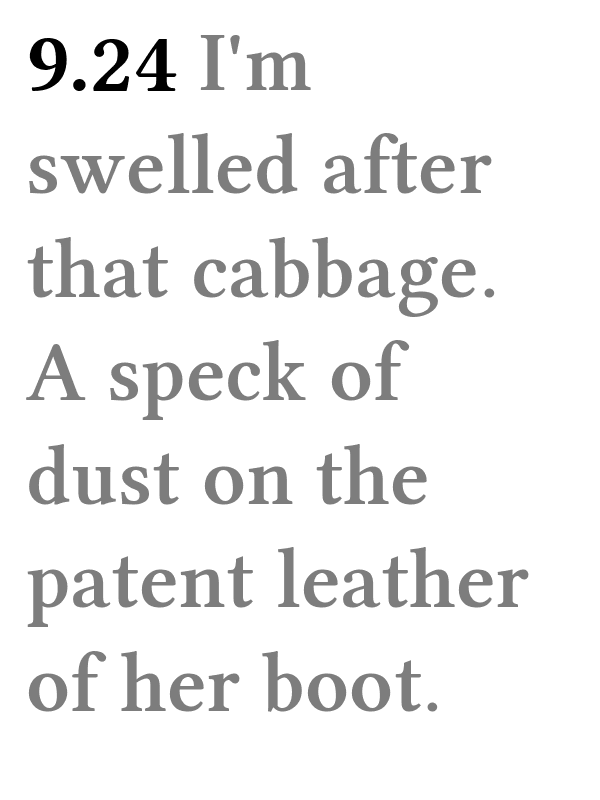 9.24 I'm
swelled after
that cabbage.
A speck of
dust on the
patent leather
of her boot.